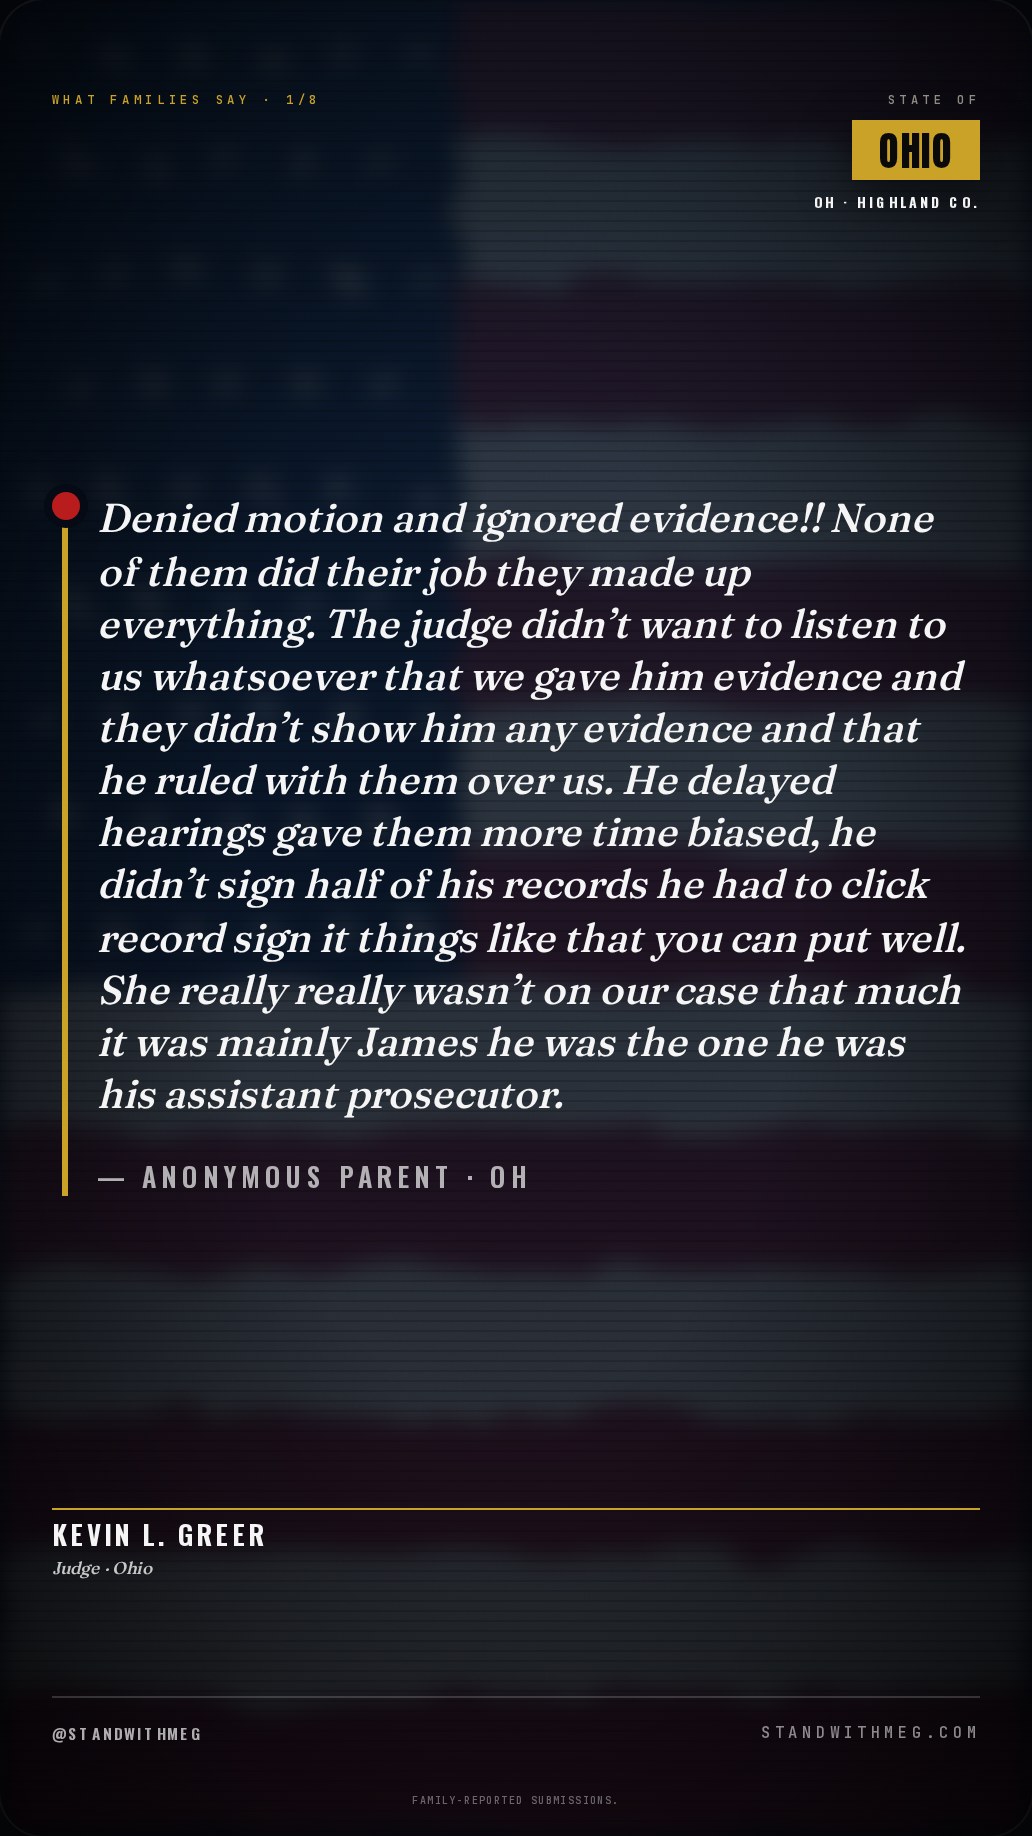 WHAT FAMILIES SAY · 1/8
STATE OF
OHIO
OH · HIGHLAND CO.
Denied motion and ignored evidence!! None
of them did their job they made up
everything. The judge didn’t want to listen to
us whatsoever that we gave him evidence and
they didn’t show him any evidence and that
he ruled with them over us. He delayed
hearings gave them more time biased, he
didn’t sign half of his records he had to click
record sign it things like that you can put well.
She really really wasn’t on our case that much
it was mainly James he was the one he was
his assistant prosecutor.
— ANONYMOUS PARENT · OH
KEVIN L. GREER
Judge · Ohio
@STANDWITHMEG
STANDWITHMEG.COM
FAMILY-REPORTED SUBMISSIONS.